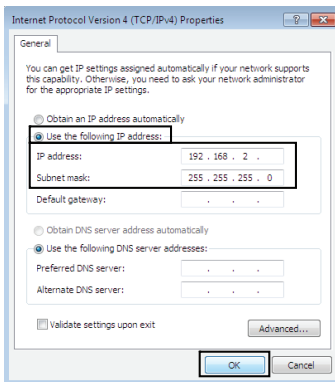 Internet Protocol Version 4 (TCP/IPv4) Properties
General
You can get IP settings assigned automatically if your network supports
this capability. Otherwise, you need to ask your network administrator
for the appropriate IP settings.
Obtain an IP address automatically
Use the following IP address:
IP address: 192 . 168 . 2 .
Subnet mask: 255 . 255 . 255 . 0
Default gateway: . . .
Obtain DNS server address automatically
Use the following DNS server addresses:
Preferred DNS server: . . .
Alternate DNS server: . . .
Validate settings upon exit
Advanced...
OK Cancel